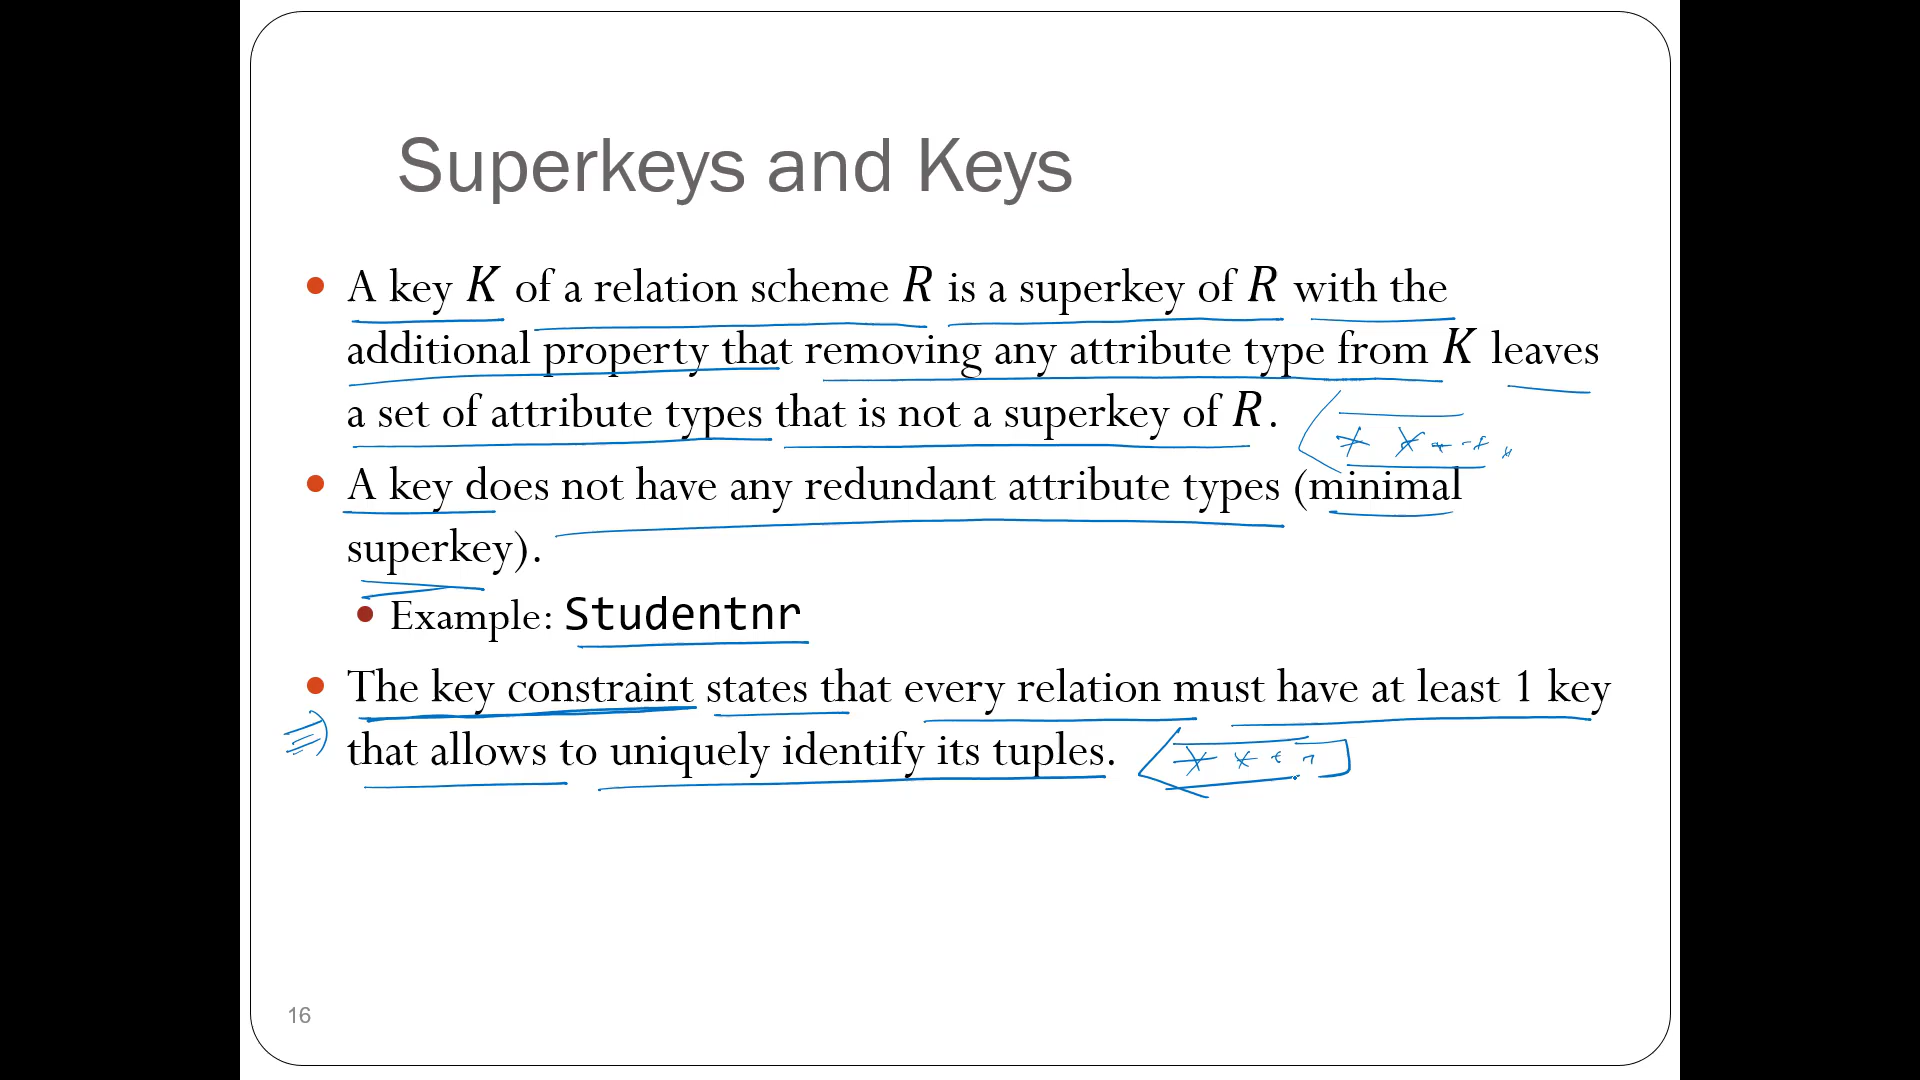 Superkeys and Keys
A key K of a relation scheme R is a superkey of R with the
additional property that removing any attribute type from K leaves
a set of attribute types that is not a superkey of R.
A key does not have any redundant attribute types (minimal
superkey).
Example: Studentnr
The key constraint states that every relation must have at least 1 key
that allows to uniquely identify its tuples.
16